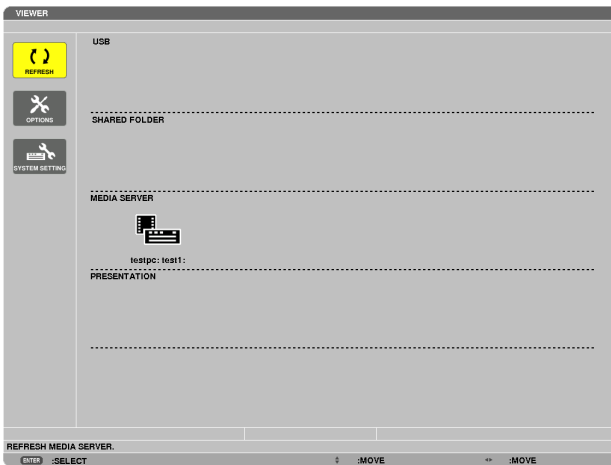 VIEWER
USB
REFRESH
OPTIONS
SHARED FOLDER
SYSTEM SETTING
MEDIA SERVER
testpc: test1:
PRESENTATION
REFRESH MEDIA SERVER.
ENTER :SELECT :MOVE :MOVE